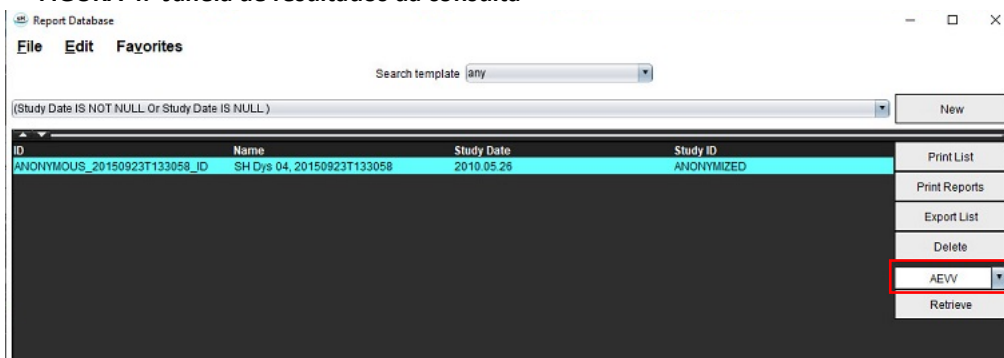 FIGURA 4. Janela de resultados da consulta
Report Database
File Edit Favorites
Search template any
(Study Date IS NOT NULL Or Study Date IS NULL )
New
ID Name Study Date Study ID
ANONYMOUS_20150923T133058_ID SH Dys 04, 20150923T133058 2010.05.26 ANONYMIZED
Print List
Print Reports
Export List
Delete
AEVV
Retrieve